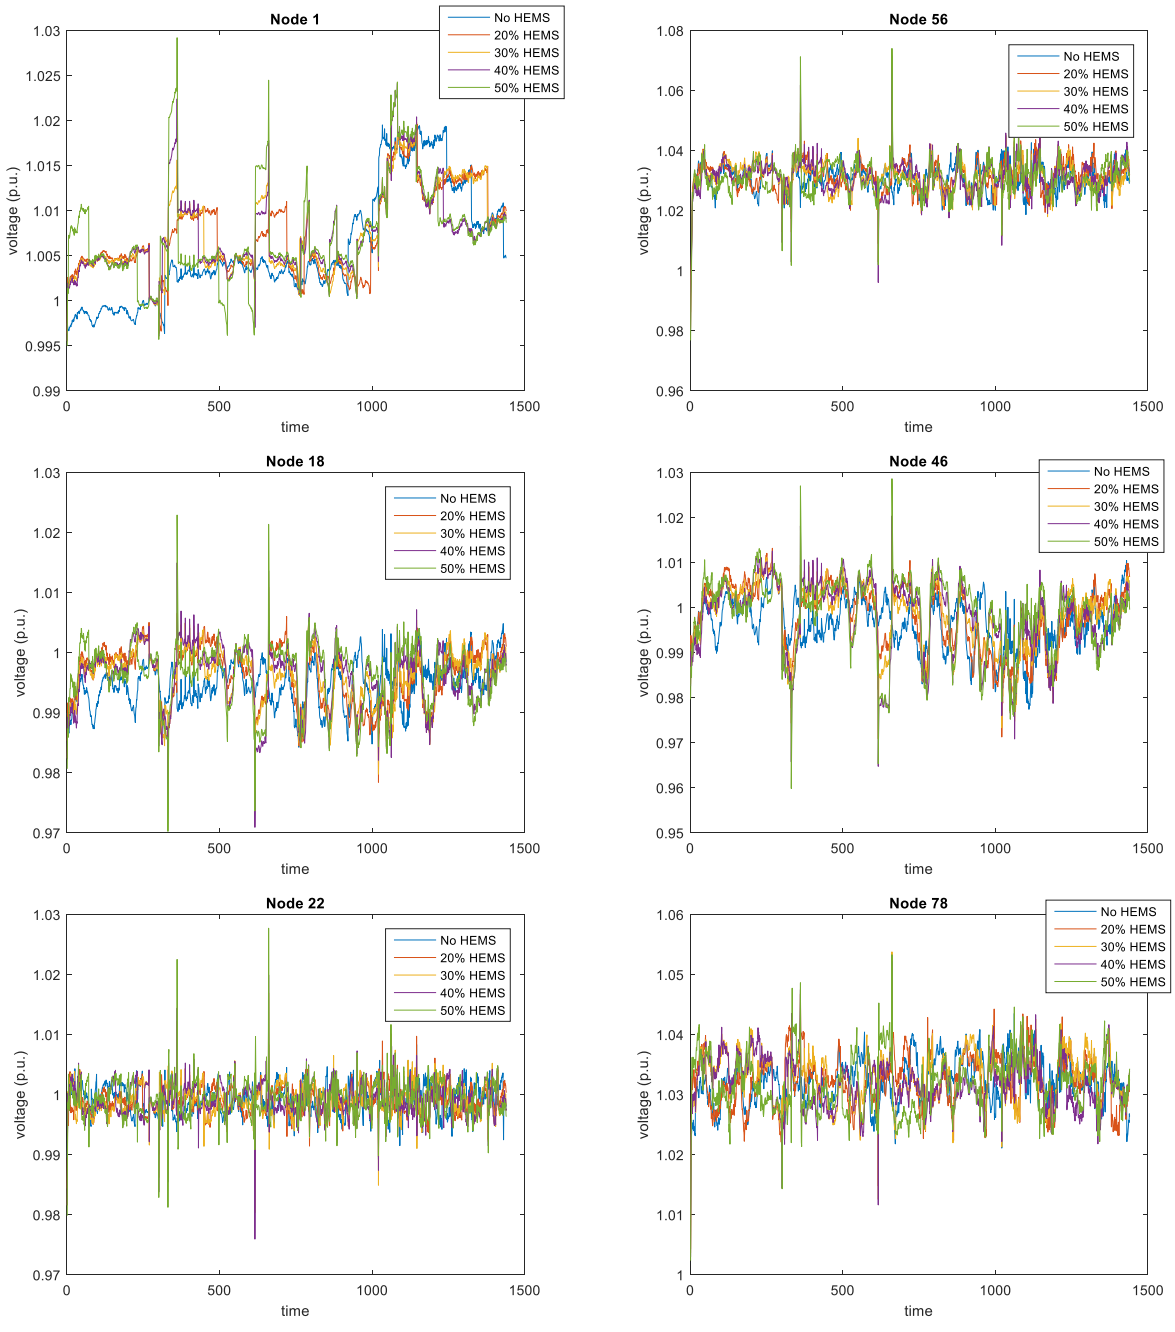 Node 1
No HEMS
20% HEMS
30% HEMS
40% HEMS
50% HEMS
1.03
1.025
1.02
1.015
1.01
1.005
1
0.995
0.99
voltage (p.u.)
0
500
1000
1500
time
Node 56
No HEMS
20% HEMS
30% HEMS
40% HEMS
50% HEMS
1.08
1.06
1.04
1.02
1
0.98
0.96
voltage (p.u.)
0
500
1000
1500
time
Node 18
No HEMS
20% HEMS
30% HEMS
40% HEMS
50% HEMS
1.03
1.02
1.01
1
0.99
0.98
0.97
voltage (p.u.)
0
500
1000
1500
time
Node 46
No HEMS
20% HEMS
30% HEMS
40% HEMS
50% HEMS
1.03
1.02
1.01
1
0.99
0.98
0.97
0.96
0.95
voltage (p.u.)
0
500
1000
1500
time
Node 22
No HEMS
20% HEMS
30% HEMS
40% HEMS
50% HEMS
1.03
1.02
1.01
1
0.99
0.98
0.97
voltage (p.u.)
0
500
1000
1500
time
Node 78
No HEMS
20% HEMS
30% HEMS
40% HEMS
50% HEMS
1.06
1.05
1.04
1.03
1.02
1.01
1
voltage (p.u.)
0
500
1000
1500
time